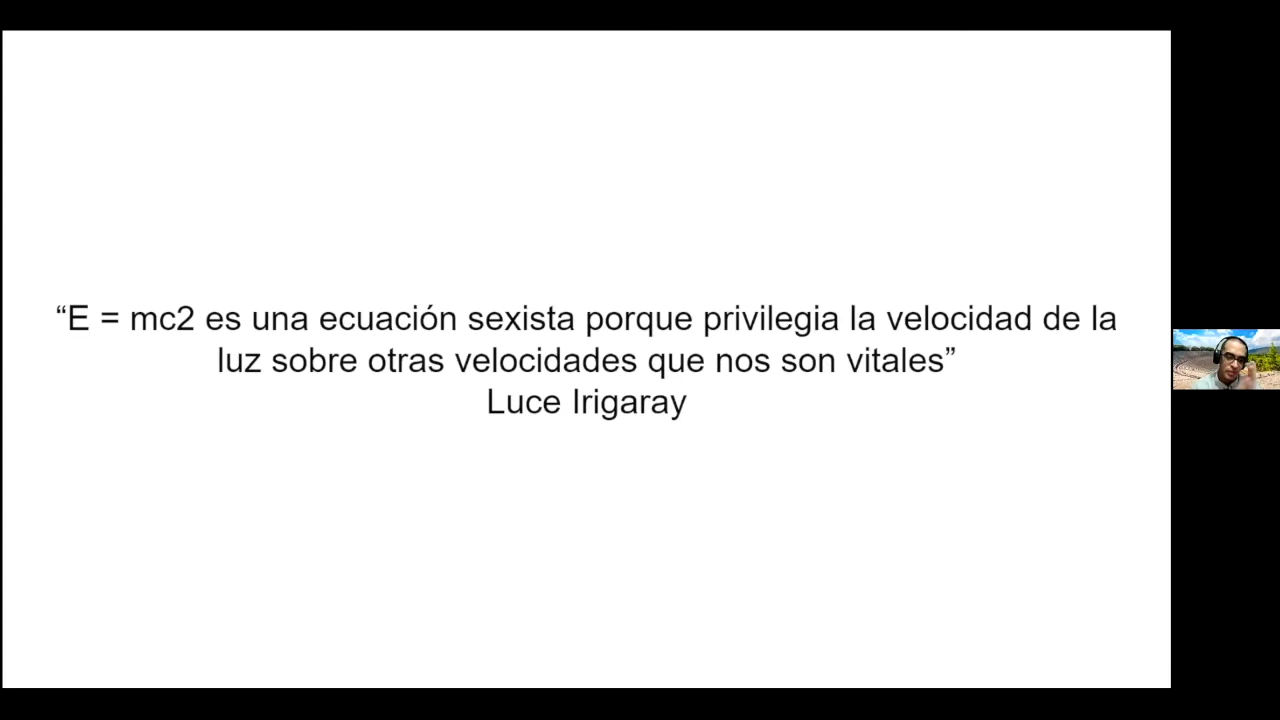 “E = mc2 es una ecuación sexista porque privilegia la velocidad de la
luz sobre otras velocidades que nos son vitales”
Luce Irigaray